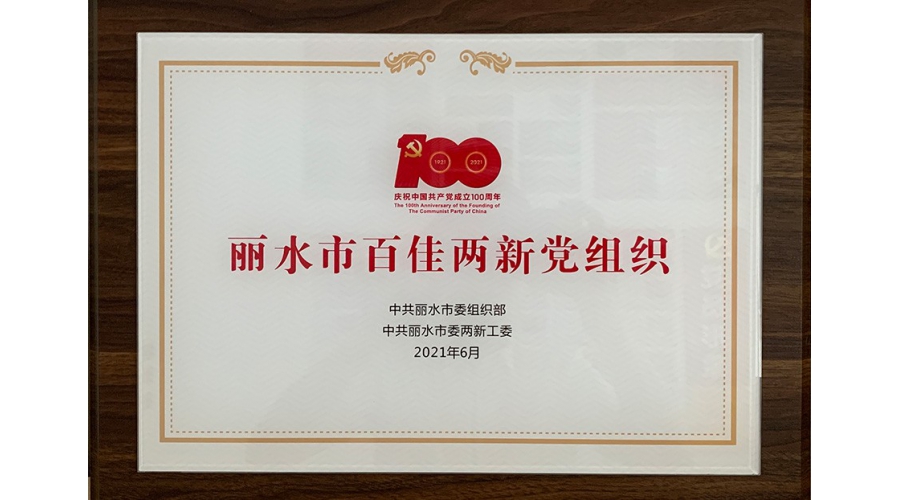 100
1921 2021
庆祝中国共产党成立100周年
The 100th Anniversary of the Founding of
The Communist Party of China
丽水市百佳两新党组织
中共丽水市委组织部
中共丽水市委两新工委
2021年6月